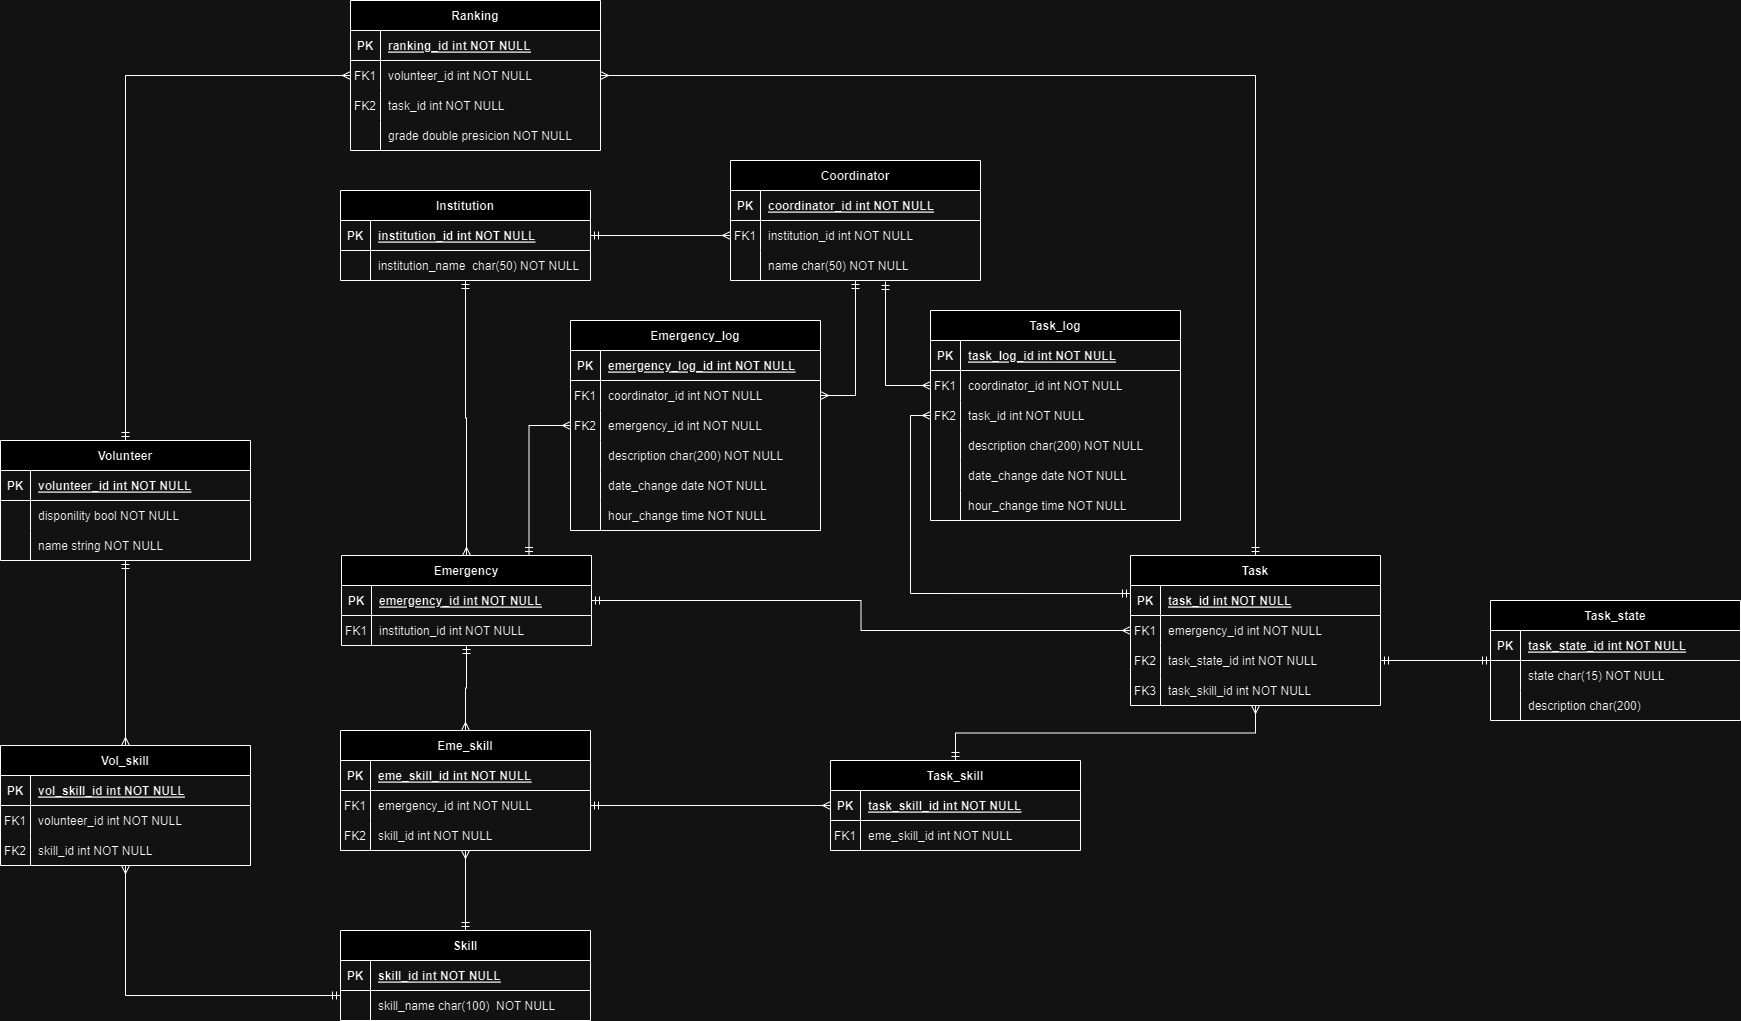 Ranking
PK ranking_id int NOT NULL
FK1 volunteer_id int NOT NULL
FK2 task_id int NOT NULL
grade double presicion NOT NULL
Coordinator
PK coordinator_id int NOT NULL
FK1 institution_id int NOT NULL
name char(50) NOT NULL
Institution
PK institution_id int NOT NULL
institution_name char(50) NOT NULL
Emergency_log
PK emergency_log_id int NOT NULL
FK1 coordinator_id int NOT NULL
FK2 emergency_id int NOT NULL
description char(200) NOT NULL
date_change date NOT NULL
hour_change time NOT NULL
Task_log
PK task_log_id int NOT NULL
FK1 coordinator_id int NOT NULL
FK2 task_id int NOT NULL
description char(200) NOT NULL
date_change date NOT NULL
hour_change time NOT NULL
Volunteer
PK volunteer_id int NOT NULL
disponility bool NOT NULL
name string NOT NULL
Emergency
PK emergency_id int NOT NULL
FK1 institution_id int NOT NULL
Task
PK task_id int NOT NULL
FK1 emergency_id int NOT NULL
FK2 task_state_id int NOT NULL
FK3 task_skill_id int NOT NULL
Task_state
PK task_state_id int NOT NULL
state char(15) NOT NULL
description char(200)
Vol_skill
PK vol_skill_id int NOT NULL
FK1 volunteer_id int NOT NULL
FK2 skill_id int NOT NULL
Eme_skill
PK eme_skill_id int NOT NULL
FK1 emergency_id int NOT NULL
FK2 skill_id int NOT NULL
Task_skill
PK task_skill_id int NOT NULL
FK1 eme_skill_id int NOT NULL
Skill
PK skill_id int NOT NULL
skill_name char(100) NOT NULL